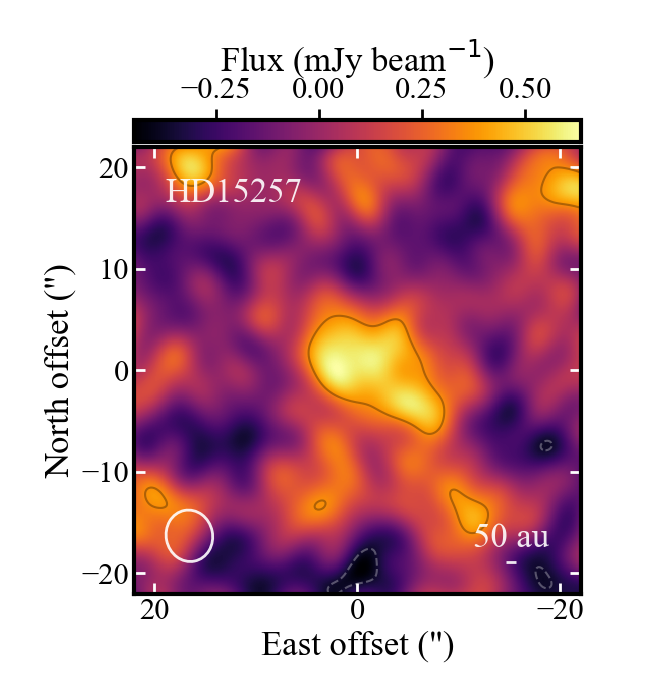 Flux (mJy beam⁻¹)
−0.25 0.00 0.25 0.50
20
HD15257
10
0
North offset (")
−10
50 au
−20
20 0 −20
East offset (")